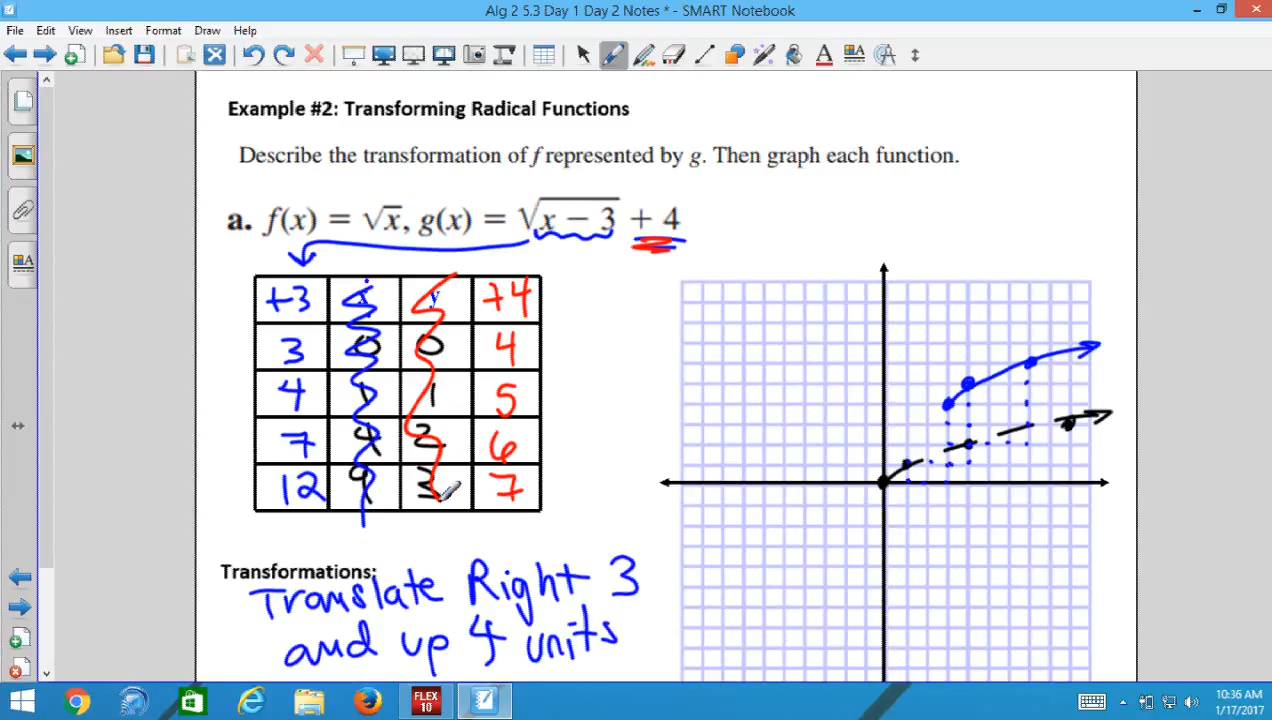 Alg 2 5.3 Day 1 Day 2 Notes * - SMART Notebook
File Edit View Insert Format Draw Help
Example #2: Transforming Radical Functions
Describe the transformation of f represented by g. Then graph each function.
a. f(x) = √x, g(x) = √x − 3 + 4
+3 x y +4
3 0 0 4
4 1 1 5
7 4 2 6
12 9 3 7
Transformations:
Translate Right 3
and up 4 units
FLEX
10
10:36 AM
1/17/2017